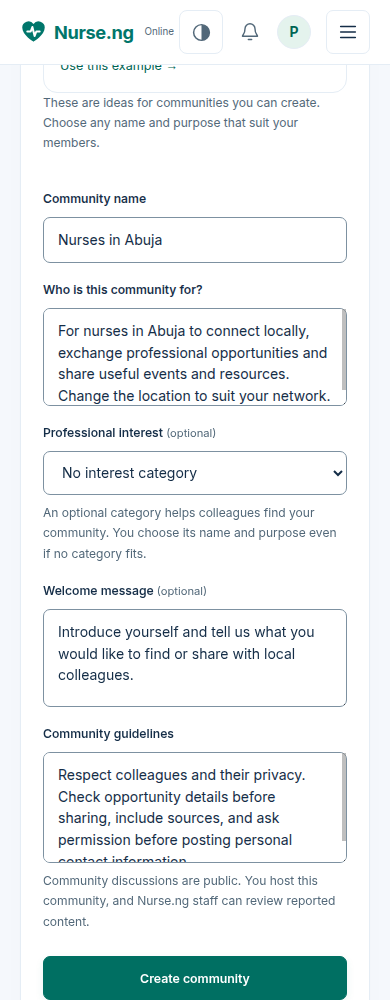 Nurse.ng
Online
P
Use this example →
These are ideas for communities you can create.
Choose any name and purpose that suit your
members.
Community name
Nurses in Abuja
Who is this community for?
For nurses in Abuja to connect locally,
exchange professional opportunities and
share useful events and resources.
Change the location to suit your network.
Professional interest (optional)
No interest category
An optional category helps colleagues find your
community. You choose its name and purpose even
if no category fits.
Welcome message (optional)
Introduce yourself and tell us what you
would like to find or share with local
colleagues.
Community guidelines
Respect colleagues and their privacy.
Check opportunity details before
sharing, include sources, and ask
permission before posting personal
contact information.
Community discussions are public. You host this
community, and Nurse.ng staff can review reported
content.
Create community